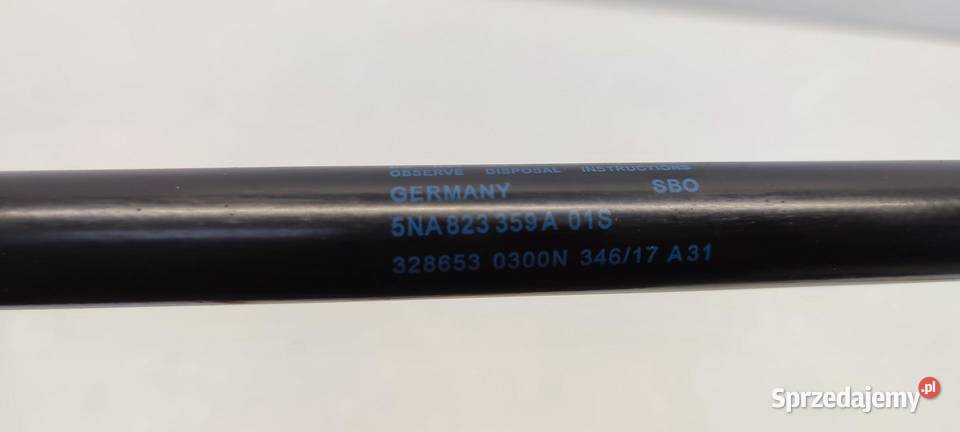 OBSERVE DISPOSAL INSTRUCTIONS
GERMANY SBO
5NA 823 359 A 01S
328653 0300N 346/17 A31
Sprzedajemy.pl